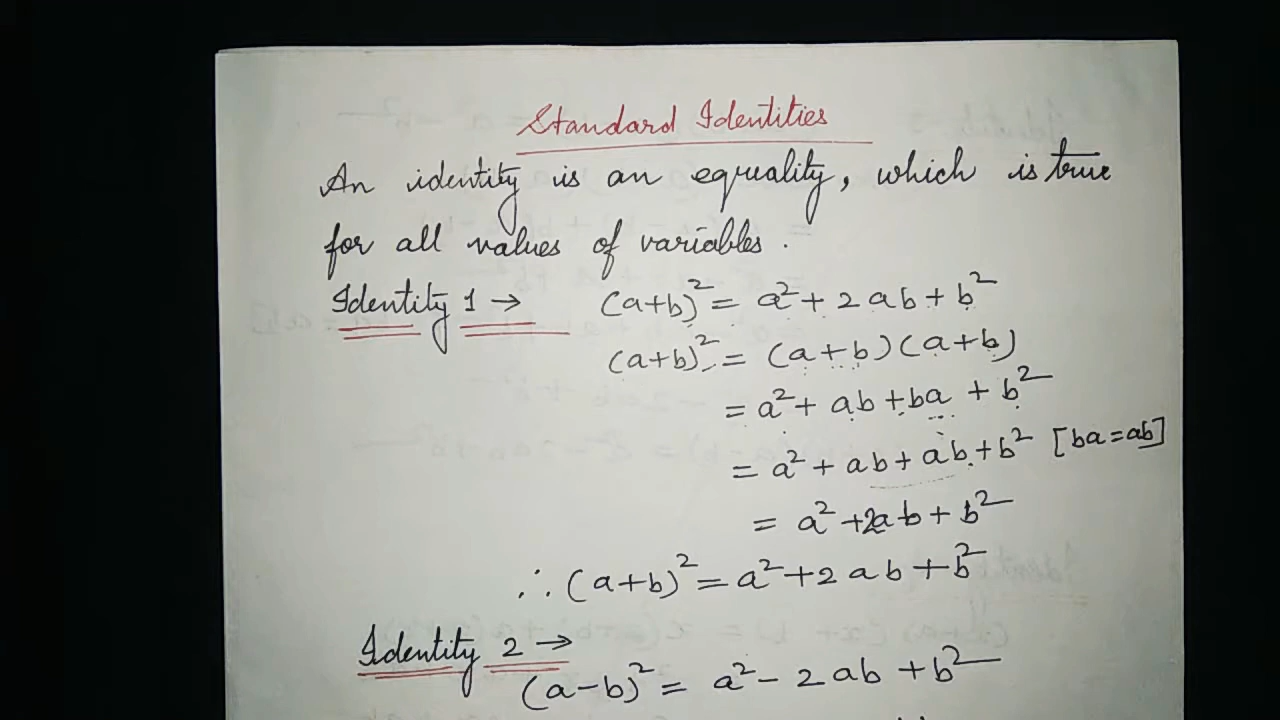 Standard Identities
An identity is an equality, which is true
for all values of variables.
Identity 1 → (a+b)² = a² + 2ab + b²
(a+b)² = (a+b)(a+b)
= a² + ab + ba + b²
= a² + ab + ab + b² [ba = ab]
= a² + 2ab + b²
∴ (a+b)² = a² + 2ab + b²
Identity 2 →
(a-b)² = a² - 2ab + b²